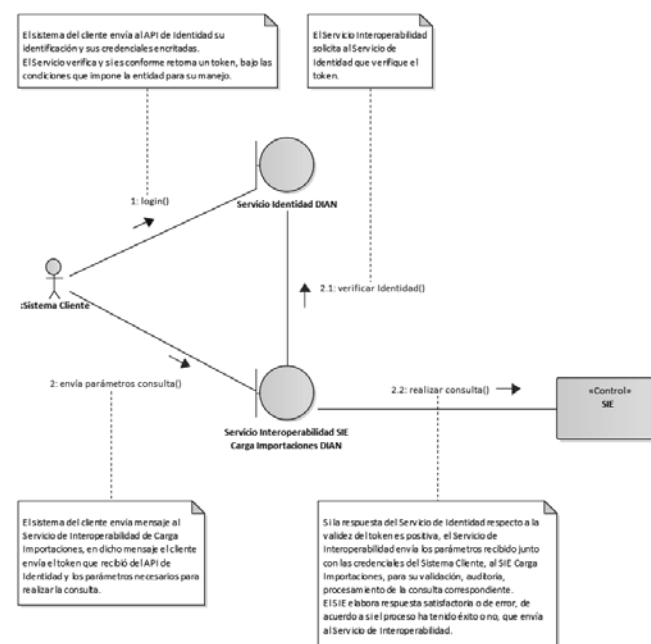 El sistema del cliente envía al API de Identidad su
identificación y sus credenciales encritadas.
El Servicio verifica y si es conforme retorna un token, bajo las
condiciones que impone la entidad para su manejo.
El Servicio Interoperabilidad
solicita al Servicio de
Identidad que verifique el
token.
1: login()
Servicio Identidad DIAN
2.1: verificar Identidad()
:Sistema Cliente
2: envía parámetros consulta()
2.2: realizar consulta()
«Control»
SIE
Servicio Interoperabilidad SIE
Carga Importaciones DIAN
El sistema del cliente envía mensaje al
Servicio de Interoperabilidad de Carga
Importaciones, en dicho mensaje el cliente
envía el token que recibió del API de
Identidad y los parámetros necesarios para
realizar la consulta.
Si la respuesta del Servicio de Identidad respecto a la
validez del token es positiva, el Servicio de
Interoperabilidad envía los parámetros recibido junto
con las credenciales del Sistema Cliente, al SIE Carga
Importaciones, para su validación, auditoría,
procesamiento de la consulta correspondiente.
El SIE elabora respuesta satisfactoria o de error, de
acuerdo a si el proceso ha tenido éxito o no, que envía
al Servicio de Interoperabilidad.